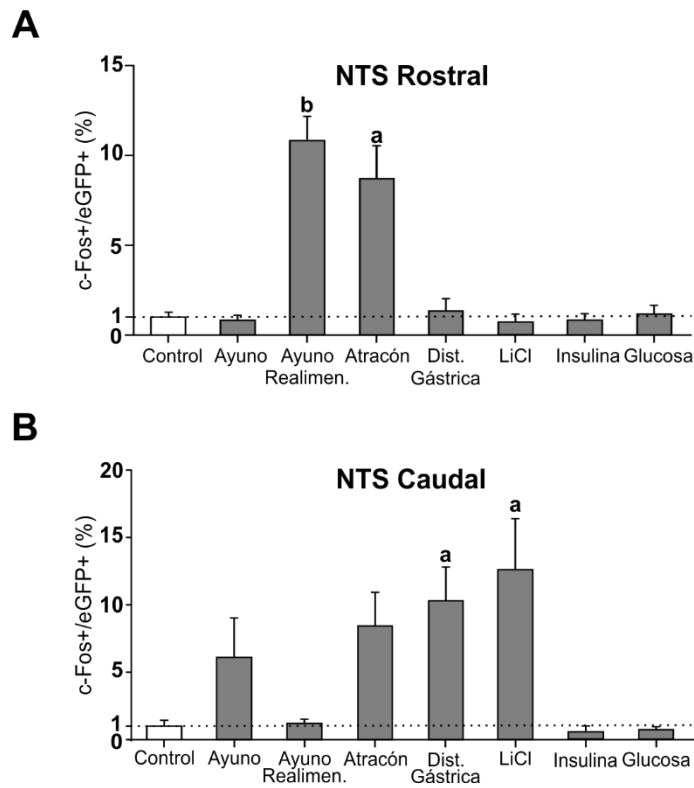 A
NTS Rostral
c-Fos+/eGFP+ (%)
15
10
5
1
0
b
a
Control
Ayuno
Ayuno
Realimen.
Atracón
Dist.
Gástrica
LiCl
Insulina
Glucosa
B
NTS Caudal
c-Fos+/eGFP+ (%)
20
15
10
5
1
0
a
a
Control
Ayuno
Ayuno
Realimen.
Atracón
Dist.
Gástrica
LiCl
Insulina
Glucosa